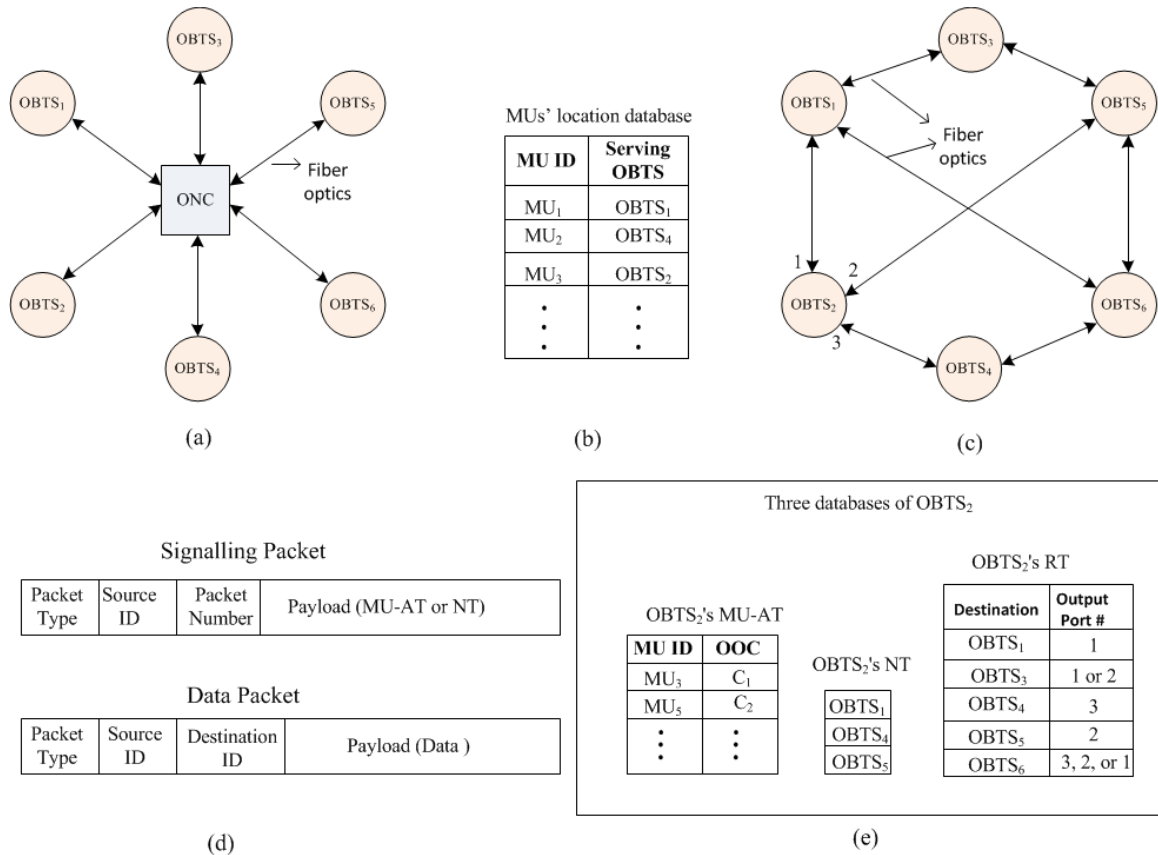 OBTS₃
OBTS₁
OBTS₅
Fiber
optics
ONC
OBTS₂
OBTS₆
OBTS₄
(a)
MUs' location database
MU ID Serving OBTS
MU₁ OBTS₁
MU₂ OBTS₄
MU₃ OBTS₂
(b)
OBTS₃
OBTS₁
OBTS₅
Fiber
optics
1 2
OBTS₂
OBTS₆
3
OBTS₄
(c)
Signalling Packet
Packet Type Source ID Packet Number Payload (MU-AT or NT)
Data Packet
Packet Type Source ID Destination ID Payload (Data )
(d)
Three databases of OBTS₂
OBTS₂'s MU-AT
MU ID OOC
MU₃ C₁
MU₅ C₂
OBTS₂'s NT
OBTS₁
OBTS₄
OBTS₅
OBTS₂'s RT
Destination Output Port #
OBTS₁ 1
OBTS₃ 1 or 2
OBTS₄ 3
OBTS₅ 2
OBTS₆ 3, 2, or 1
(e)